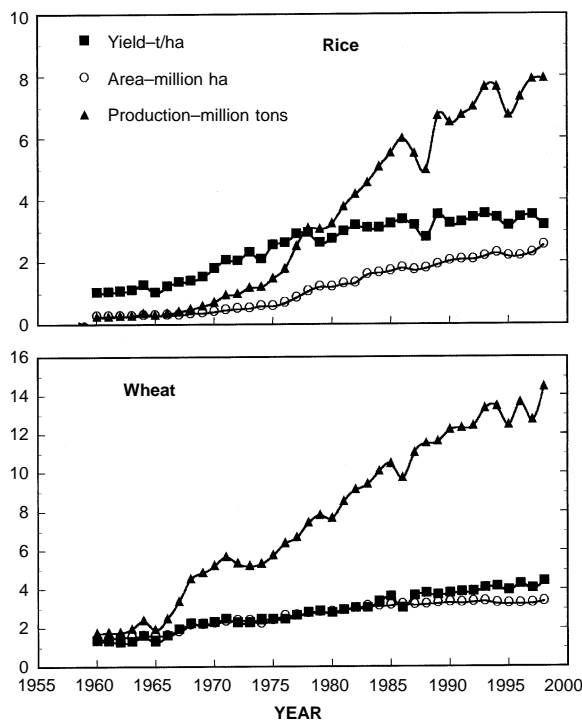 10
Yield–t/ha
Rice
8
Area–million ha
Production–million tons
6
4
2
0
16
Wheat
14
12
10
8
6
4
2
0
1955 1960 1965 1970 1975 1980 1985 1990 1995 2000
YEAR